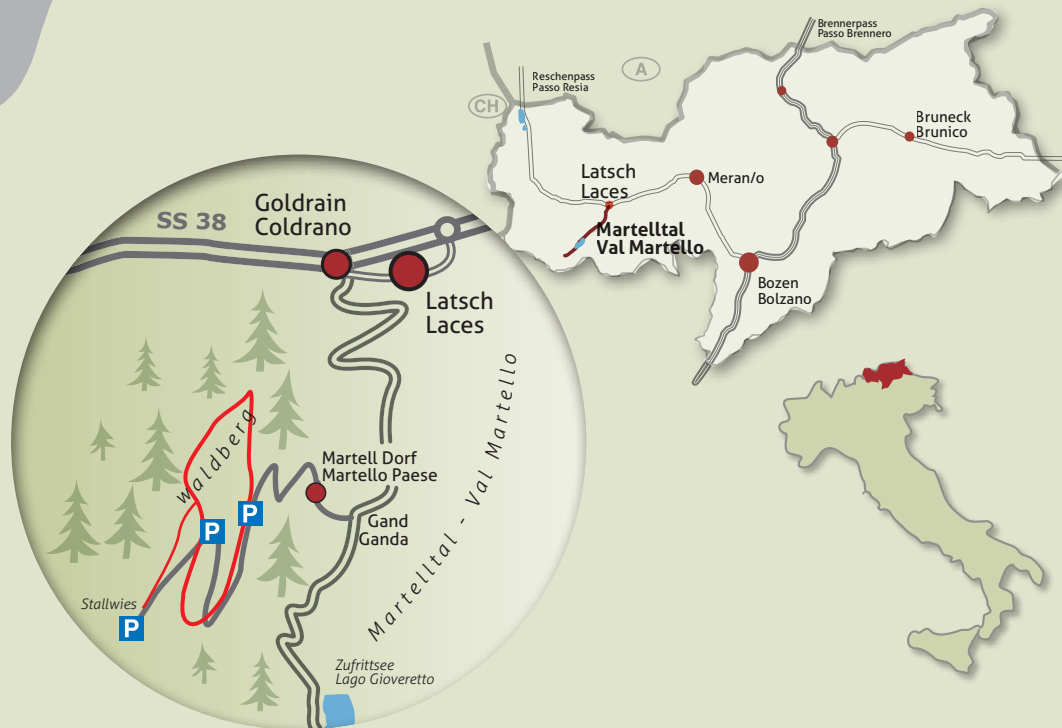 Brennerpass
Passo Brennero
Reschenpass
Passo Resia
A
CH
Bruneck
Brunico
Latsch
Laces
Meran/o
Martelltal
Val Martello
Bozen
Bolzano
SS 38
Goldrain
Coldrano
Latsch
Laces
Martelltal - Val Martello
waldberg
Martell Dorf
Martello Paese
P
P
Gand
Ganda
Stallwies
P
Zufrittsee
Lago Gioveretto